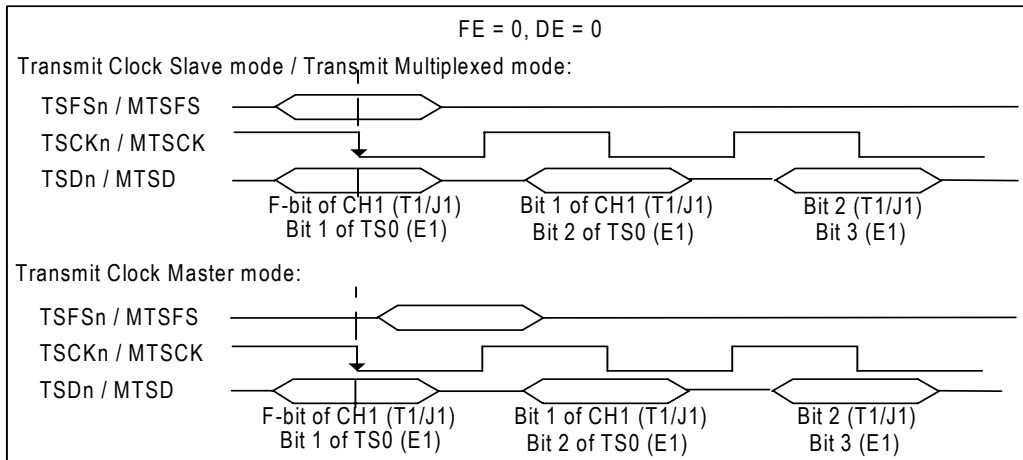 FE = 0, DE = 0
Transmit Clock Slave mode / Transmit Multiplexed mode:
TSFSn / MTSFS
TSCKn / MTSCK
TSDn / MTSD
F-bit of CH1 (T1/J1) Bit 1 of CH1 (T1/J1) Bit 2 (T1/J1)
Bit 1 of TS0 (E1) Bit 2 of TS0 (E1) Bit 3 (E1)
Transmit Clock Master mode:
TSFSn / MTSFS
TSCKn / MTSCK
TSDn / MTSD
F-bit of CH1 (T1/J1) Bit 1 of CH1 (T1/J1) Bit 2 (T1/J1)
Bit 1 of TS0 (E1) Bit 2 of TS0 (E1) Bit 3 (E1)